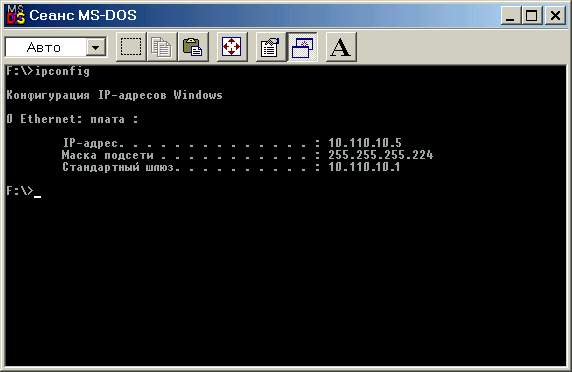 Сеанс MS-DOS
Авто
A
F:\>ipconfig
Конфигурация IP-адресов Windows
0 Ethernet: плата :
IP-адрес. . . . . . . . . . . . . : 10.110.10.5
Маска подсети . . . . . . . . . . : 255.255.255.224
Стандартный шлюз. . . . . . . . . : 10.110.10.1
F:\>_